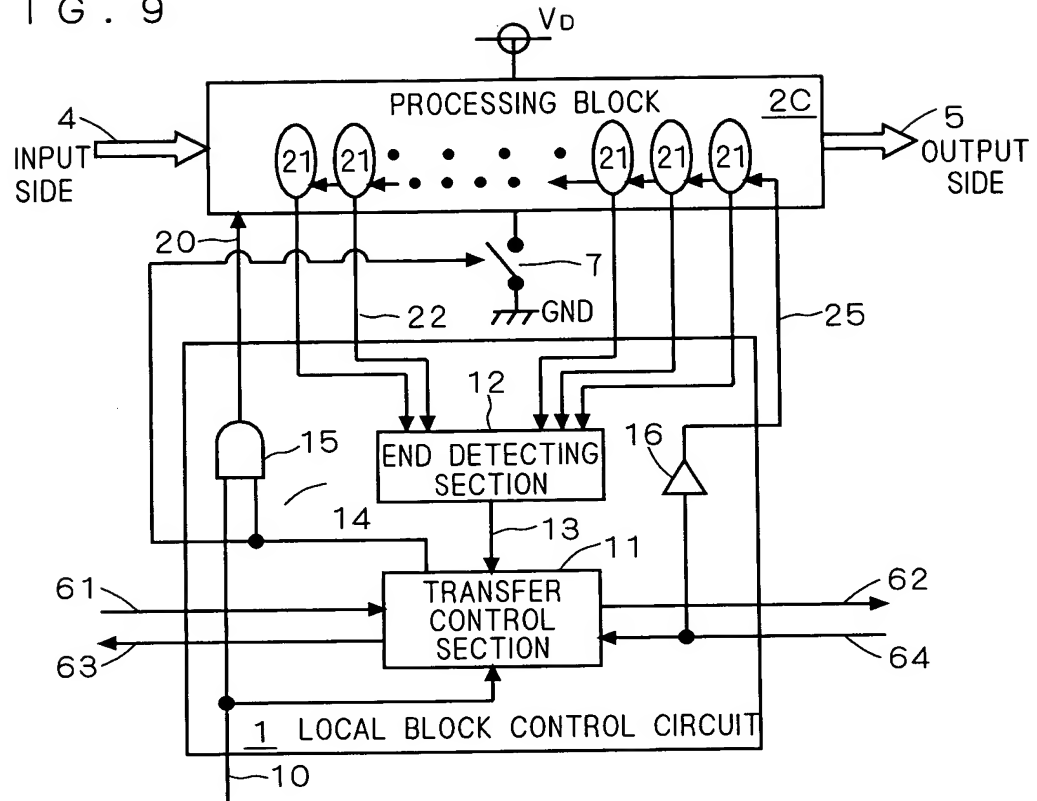 IG. 9
VD
PROCESSING BLOCK
2C
4
INPUT
SIDE
21 21 21 21 21
5
OUTPUT
SIDE
20
7
GND
22
25
12
15
END DETECTING
SECTION
16
14
13
11
61
TRANSFER
CONTROL
SECTION
62
63
64
1 LOCAL BLOCK CONTROL CIRCUIT
10